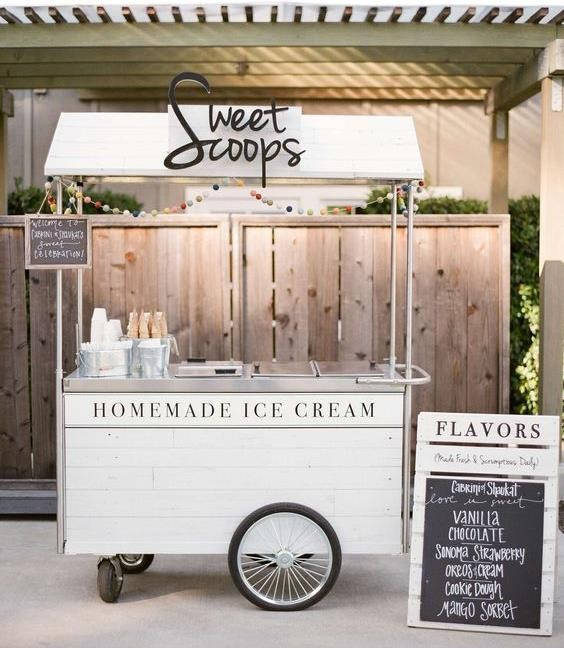 Sweet
Scoops
WELCOME TO
CABRINI & SHAUKAT'S
sweet
CELEBRATION!
HOMEMADE ICE CREAM
FLAVORS
(Made Fresh & Scrumptious Daily)
CABRINI & SHAUKAT
love is sweet
VANILLA
CHOCOLATE
SONOMA STRAWBERRY
OREOS & CREAM
COOKIE DOUGH
MANGO SORBET